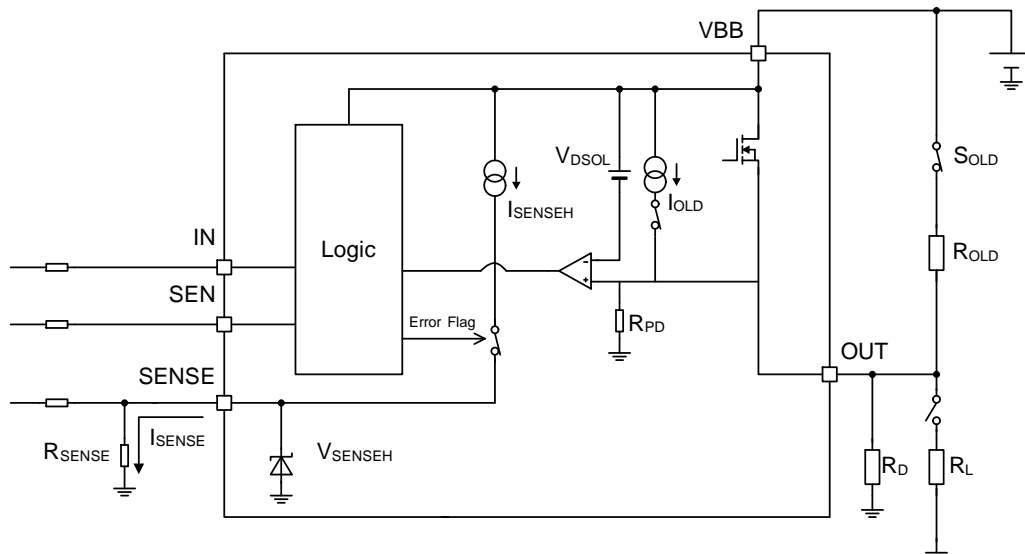 VBB
VDSOL
SOLD
ISENSEH
IOLD
IN
Logic
ROLD
SEN
Error Flag
RPD
OUT
SENSE
RSENSE
ISENSE
VSENSEH
RD
RL
-
+